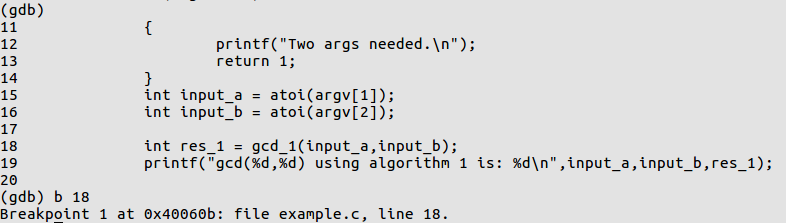 (gdb)
11 {
12 printf("Two args needed.\n");
13 return 1;
14 }
15 int input_a = atoi(argv[1]);
16 int input_b = atoi(argv[2]);
17
18 int res_1 = gcd_1(input_a,input_b);
19 printf("gcd(%d,%d) using algorithm 1 is: %d\n",input_a,input_b,res_1);
20
(gdb) b 18
Breakpoint 1 at 0x40060b: file example.c, line 18.